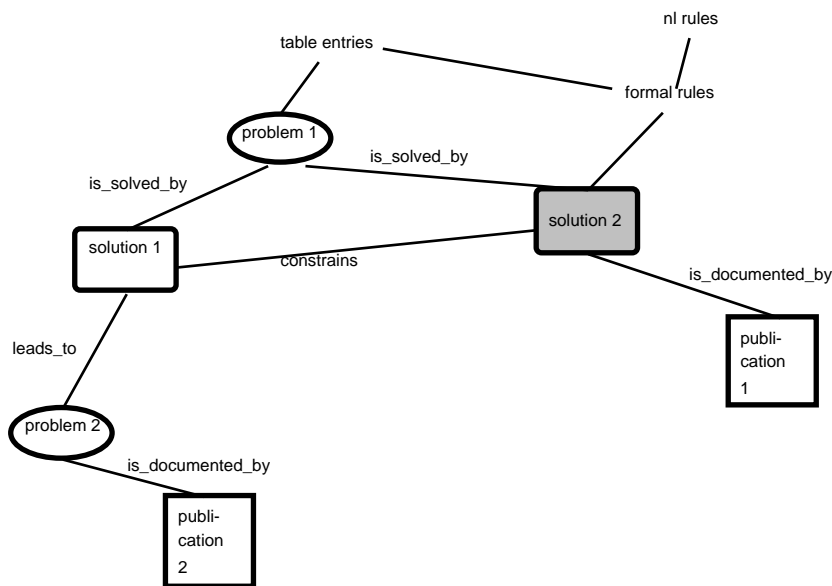 nl rules
table entries
formal rules
problem 1
is_solved_by
is_solved_by
solution 2
solution 1
constrains
is_documented_by
publi-
cation
1
leads_to
problem 2
is_documented_by
publi-
cation
2